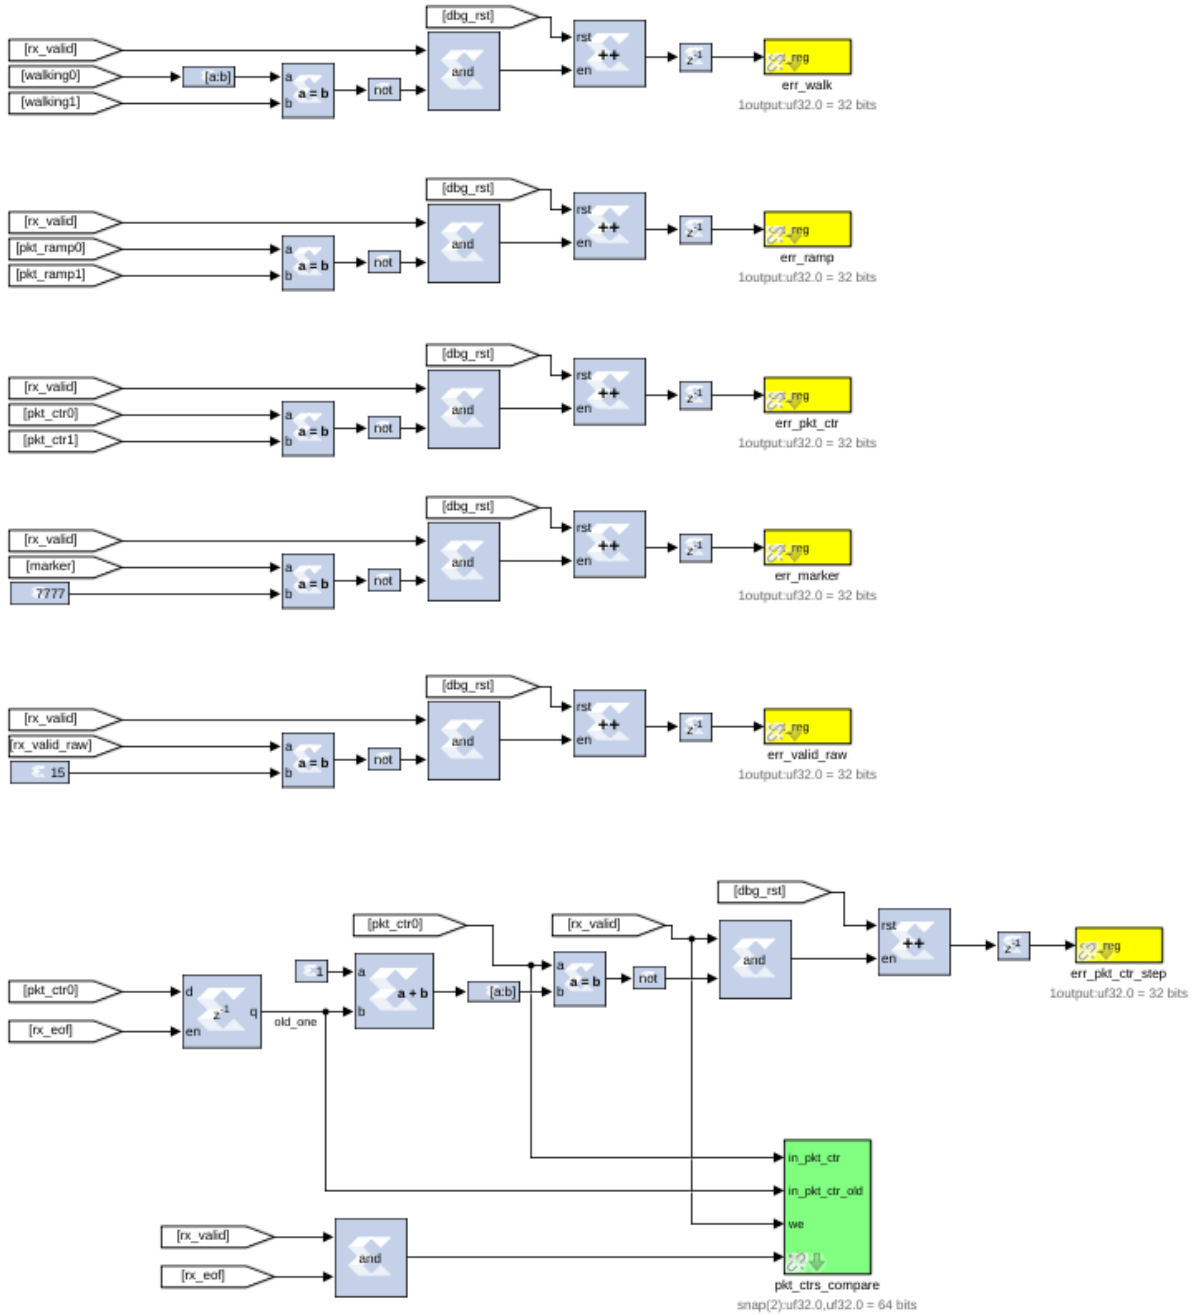 [dbg_rst]
[rx_valid]
[walking0]
[walking1]
[a:b]
a
b
a = b
not
and
rst
en
++
z-1
reg
err_walk
1output:uf32.0 = 32 bits
[dbg_rst]
[rx_valid]
[pkt_ramp0]
[pkt_ramp1]
a
b
a = b
not
and
rst
en
++
z-1
reg
err_ramp
1output:uf32.0 = 32 bits
[dbg_rst]
[rx_valid]
[pkt_ctr0]
[pkt_ctr1]
a
b
a = b
not
and
rst
en
++
z-1
reg
err_pkt_ctr
1output:uf32.0 = 32 bits
[dbg_rst]
[rx_valid]
[marker]
7777
a
b
a = b
not
and
rst
en
++
z-1
reg
err_marker
1output:uf32.0 = 32 bits
[dbg_rst]
[rx_valid]
[rx_valid_raw]
15
a
b
a = b
not
and
rst
en
++
z-1
reg
err_valid_raw
1output:uf32.0 = 32 bits
[dbg_rst]
[pkt_ctr0]
[rx_valid]
[pkt_ctr0]
[rx_eof]
d
en
z-1
q
old_one
1
a
b
a + b
[a:b]
a
b
a = b
not
and
rst
en
++
z-1
reg
err_pkt_ctr_step
1output:uf32.0 = 32 bits
[rx_valid]
[rx_eof]
and
in_pkt_ctr
in_pkt_ctr_old
we
pkt_ctrs_compare
snap(2):uf32.0,uf32.0 = 64 bits